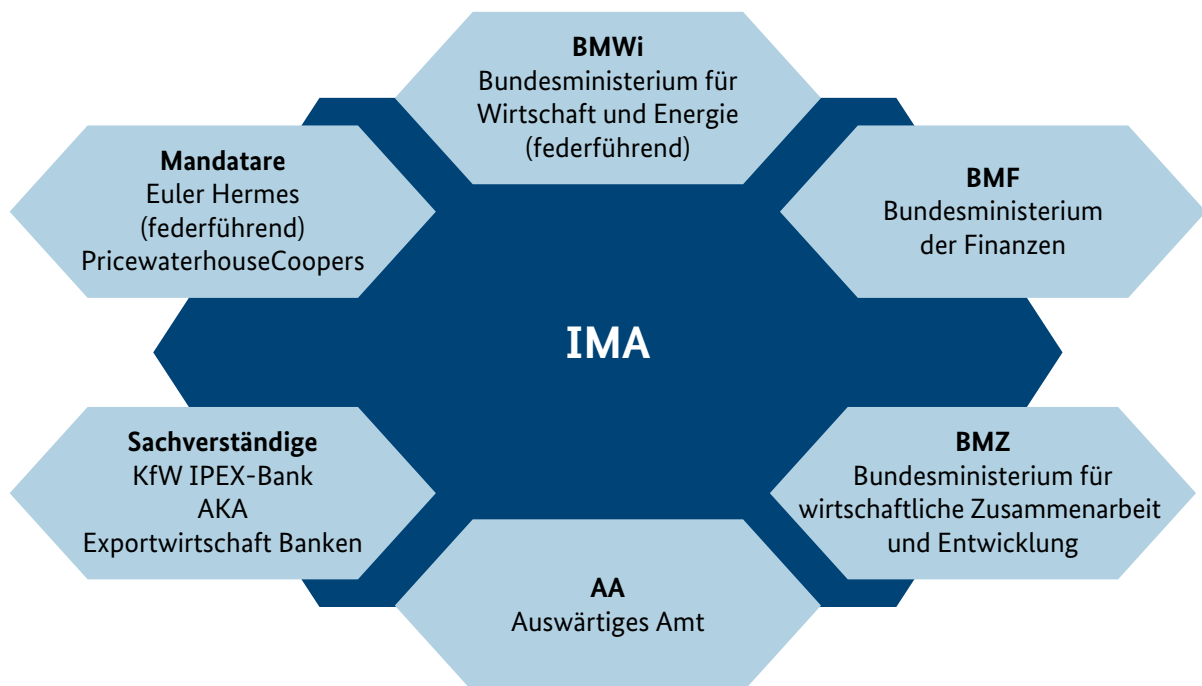 BMWi
Bundesministerium für
Wirtschaft und Energie
(federführend)
Mandatare
Euler Hermes
(federführend)
PricewaterhouseCoopers
BMF
Bundesministerium
der Finanzen
IMA
Sachverständige
KfW IPEX-Bank
AKA
Exportwirtschaft Banken
BMZ
Bundesministerium für
wirtschaftliche Zusammenarbeit
und Entwicklung
AA
Auswärtiges Amt